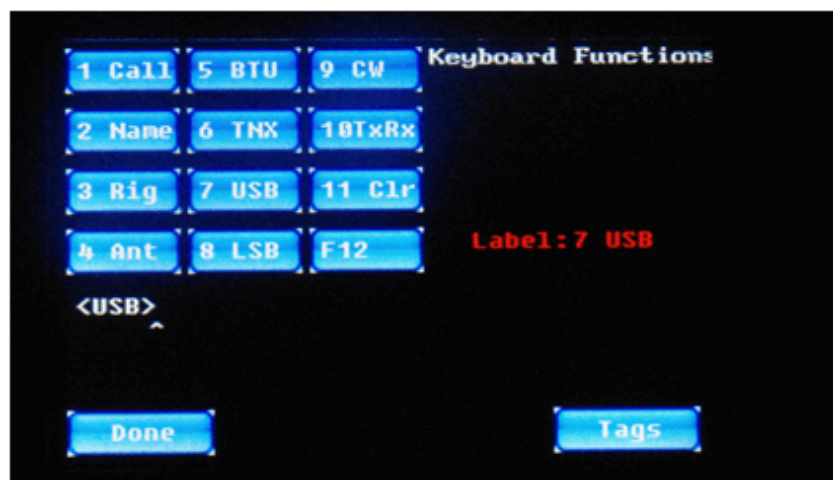 Keyboard Functions
1 Call 5 BTU 9 CW
2 Name 6 TNX 10TxRx
3 Rig 7 USB 11 Clr
4 Ant 8 LSB F12
Label:7 USB
<USB>
^
Done Tags